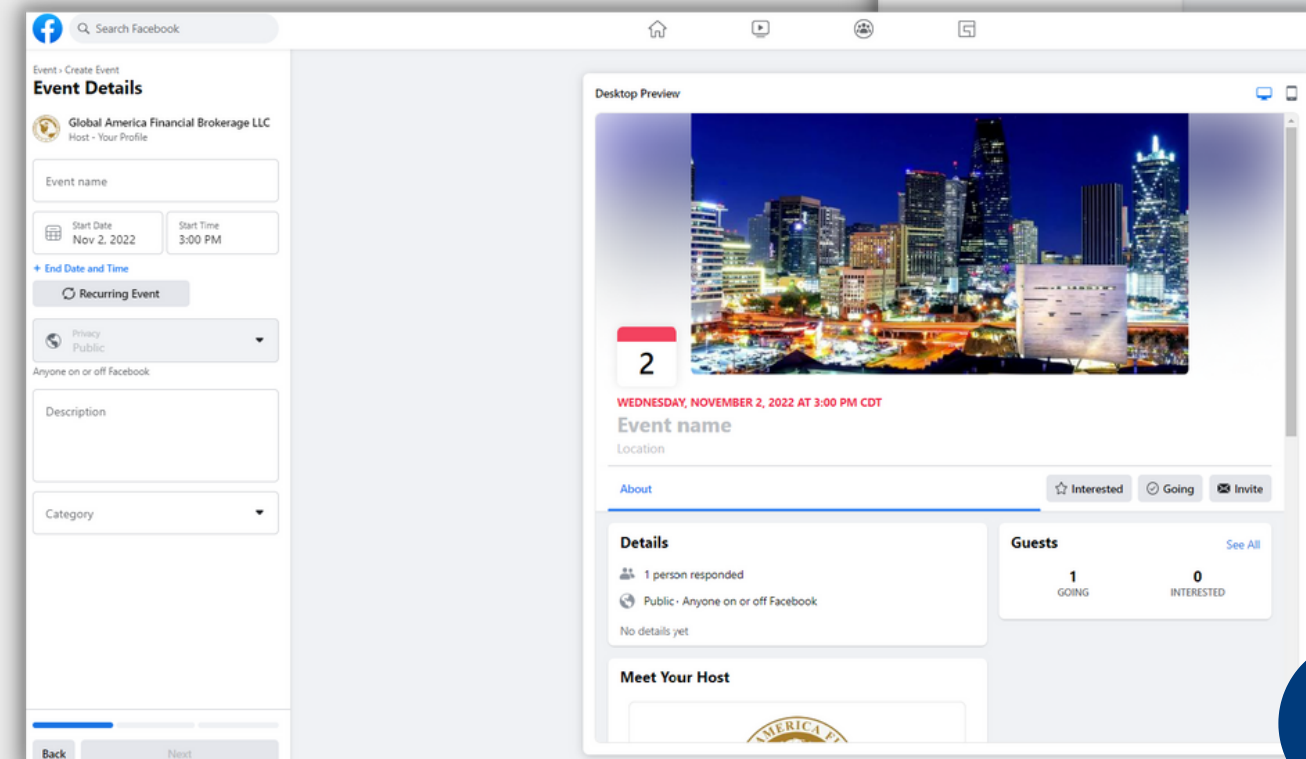 Search Facebook
Event › Create Event
Event Details
Global America Financial Brokerage LLC
Host - Your Profile
Event name
Start Date
Nov 2, 2022
Start Time
3:00 PM
+ End Date and Time
Recurring Event
Privacy
Public
Anyone on or off Facebook
Description
Category
Back
Next
Desktop Preview
2
WEDNESDAY, NOVEMBER 2, 2022 AT 3:00 PM CDT
Event name
Location
About
Interested
Going
Invite
Details
1 person responded
Public · Anyone on or off Facebook
No details yet
Guests
See All
1
GOING
0
INTERESTED
Meet Your Host
AMERICA